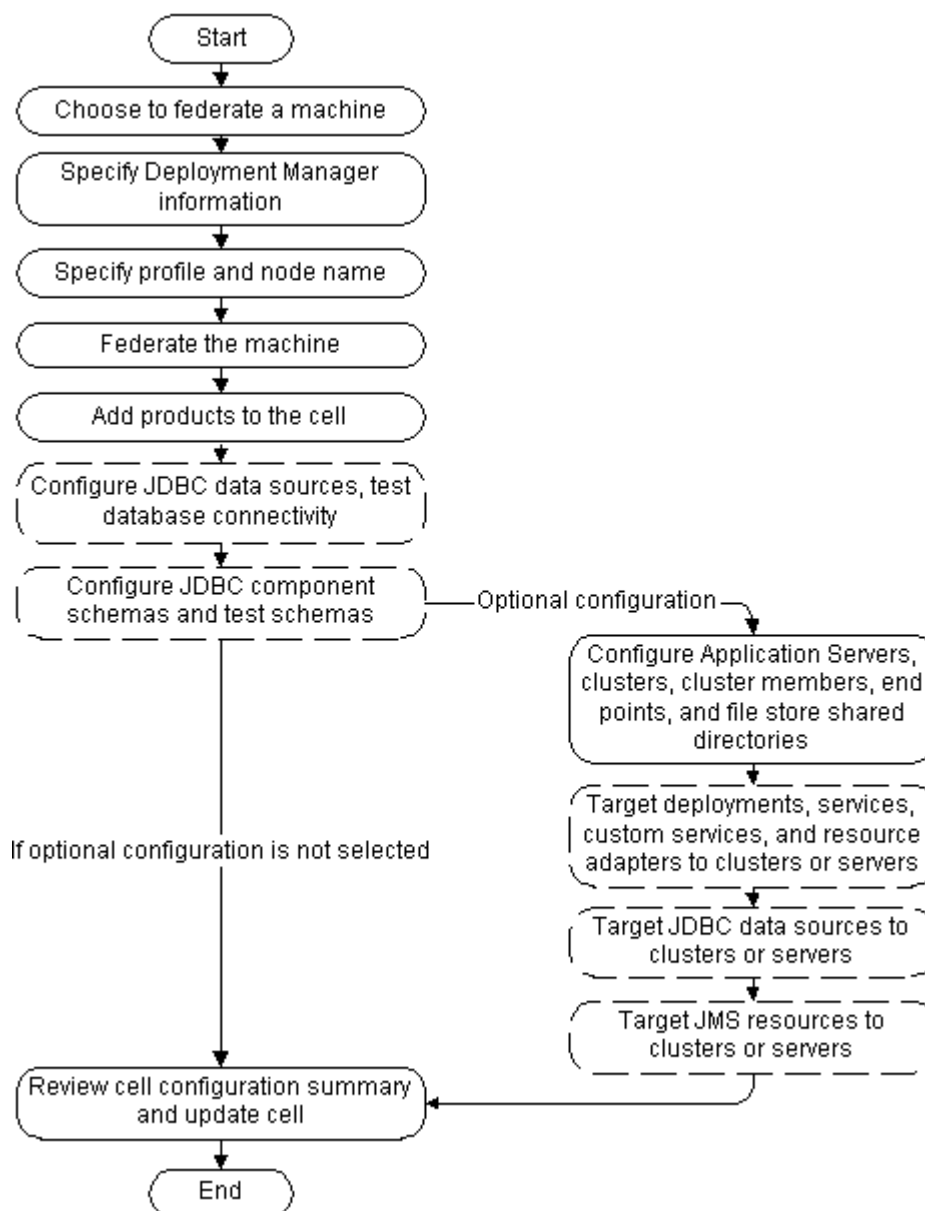 Start
Choose to federate a machine
Specify Deployment Manager
information
Specify profile and node name
Federate the machine
Add products to the cell
Configure JDBC data sources, test
database connectivity
Configure JDBC component
schemas and test schemas
Optional configuration
Configure Application Servers,
clusters, cluster members, end
points, and file store shared
directories
Target deployments, services,
custom services, and resource
adapters to clusters or servers
If optional configuration is not selected
Target JDBC data sources to
clusters or servers
Target JMS resources to
clusters or servers
Review cell configuration summary
and update cell
End